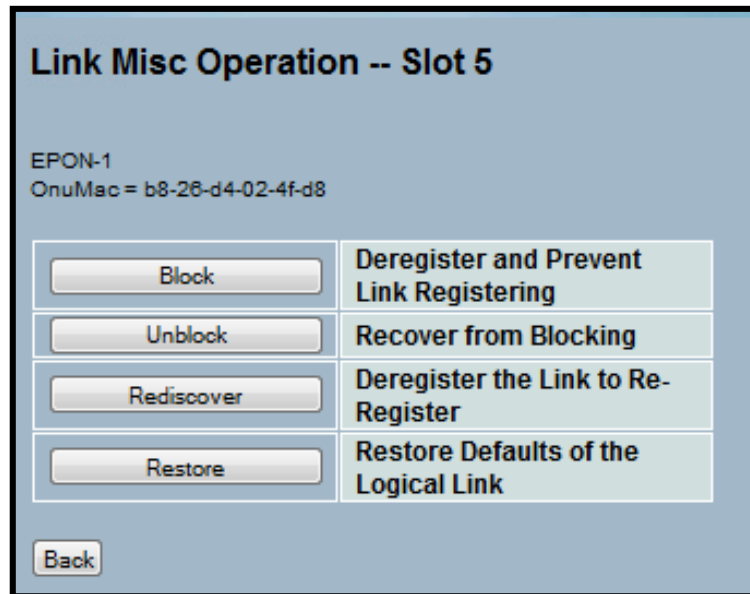 Link Misc Operation -- Slot 5
EPON-1
OnuMac = b8-26-d4-02-4f-d8
Block
Deregister and Prevent
Link Registering
Unblock
Recover from Blocking
Rediscover
Deregister the Link to Re-
Register
Restore
Restore Defaults of the
Logical Link
Back